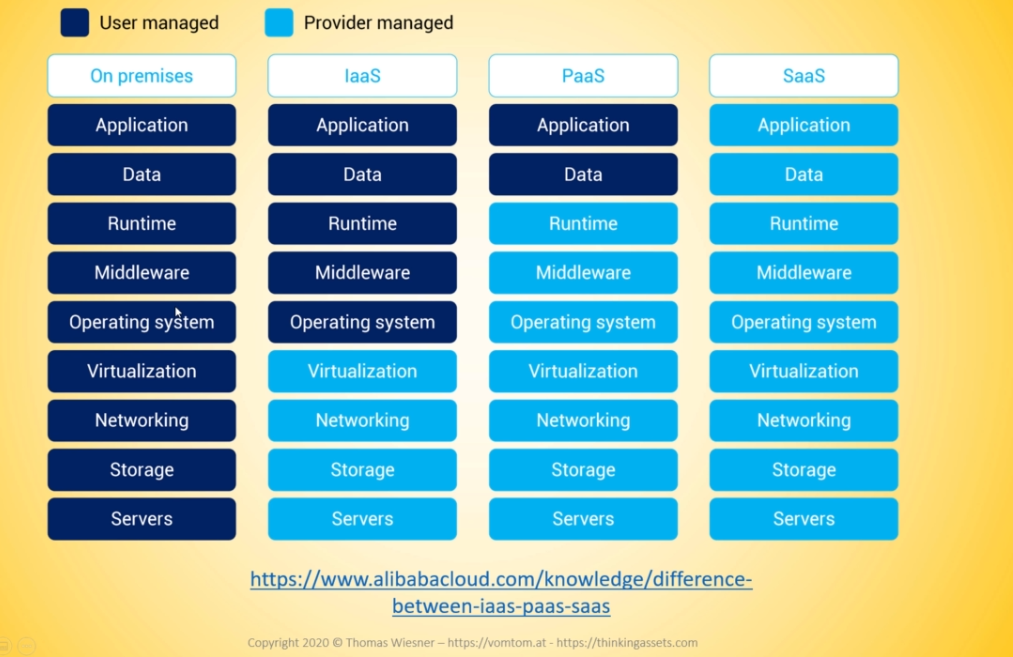 User managed
Provider managed
On premises
IaaS
PaaS
SaaS
Application
Application
Application
Application
Data
Data
Data
Data
Runtime
Runtime
Runtime
Runtime
Middleware
Middleware
Middleware
Middleware
Operating system
Operating system
Operating system
Operating system
Virtualization
Virtualization
Virtualization
Virtualization
Networking
Networking
Networking
Networking
Storage
Storage
Storage
Storage
Servers
Servers
Servers
Servers
https://www.alibabacloud.com/knowledge/difference-
between-iaas-paas-saas
Copyright 2020 © Thomas Wiesner – https://vomtom.at - https://thinkingassets.com